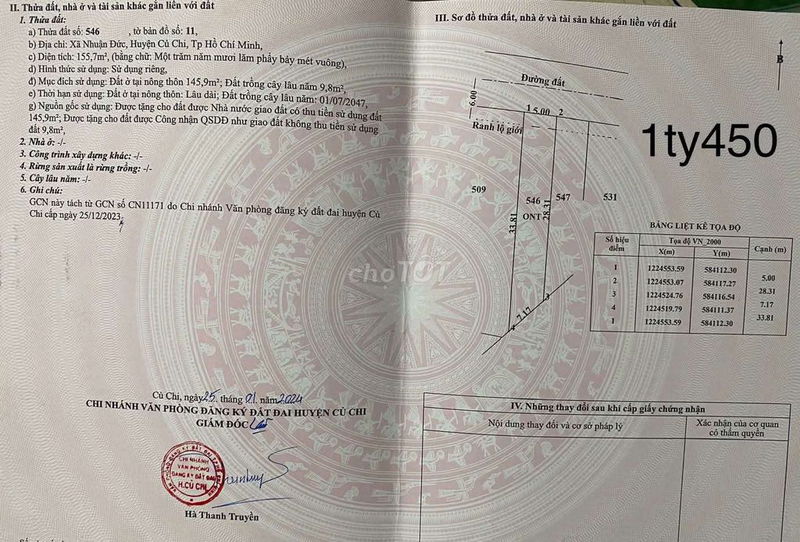 II. Thửa đất, nhà ở và tài sản khác gắn liền với đất
1. Thửa đất:
a) Thửa đất số: 546 , tờ bản đồ số: 11,
b) Địa chỉ: Xã Nhuận Đức, Huyện Củ Chi, Tp Hồ Chí Minh,
c) Diện tích: 155,7m², (bằng chữ: Một trăm năm mươi lăm phẩy bảy mét vuông),
d) Hình thức sử dụng: Sử dụng riêng,
đ) Mục đích sử dụng: Đất ở tại nông thôn 145,9m²; Đất trồng cây lâu năm 9,8m²,
e) Thời hạn sử dụng: Đất ở tại nông thôn: Lâu dài; Đất trồng cây lâu năm: 01/07/2047,
g) Nguồn gốc sử dụng: Được tặng cho đất được Nhà nước giao đất có thu tiền sử dụng đất
145,9m²; Được tặng cho đất được Công nhận QSDĐ như giao đất không thu tiền sử dụng
đất 9,8m²,
2. Nhà ở: -/-
3. Công trình xây dựng khác: -/-
4. Rừng sản xuất là rừng trồng: -/-
5. Cây lâu năm: -/-
6. Ghi chú:
GCN này tách từ GCN số CN11171 do Chi nhánh Văn phòng đăng ký đất đai huyện Củ
Chi cấp ngày 25/12/2023,
Củ Chi, ngày 25 tháng 01 năm 2024
CHI NHÁNH VĂN PHÒNG ĐĂNG KÝ ĐẤT ĐAI HUYỆN CỦ CHI
GIÁM ĐỐC
CHI NHÁNH
VĂN PHÒNG
ĐĂNG KÝ ĐẤT ĐAI
H.CỦ CHI
Hà Thanh Truyền
chợTỐT
III. Sơ đồ thửa đất, nhà ở và tài sản khác gắn liền với đất
B
Đường đất
6.00
1 5.00 2
Ranh lộ giới
1ty450
509
546
ONT
547
531
33.81
28.31
7.17
4
3
BẢNG LIỆT KÊ TỌA ĐỘ
Số hiệu điểm Tọa độ VN_2000 Cạnh (m)
X(m) Y(m)
1 1224553.59 584112.30
5.00
2 1224553.07 584117.27
28.31
3 1224524.76 584116.54
7.17
4 1224519.79 584111.37
33.81
1 1224553.59 584112.30
IV. Những thay đổi sau khi cấp giấy chứng nhận
Nội dung thay đổi và cơ sở pháp lý
Xác nhận của cơ quan
có thẩm quyền